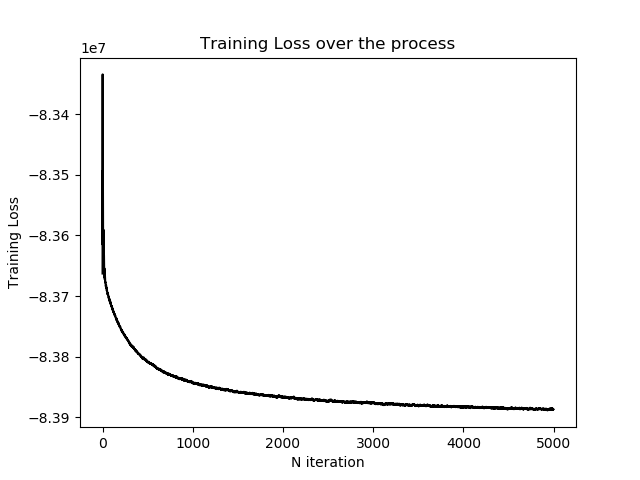 Training Loss over the process
1e7
−8.34
−8.35
−8.36
−8.37
−8.38
−8.39
Training Loss
0 1000 2000 3000 4000 5000
N iteration